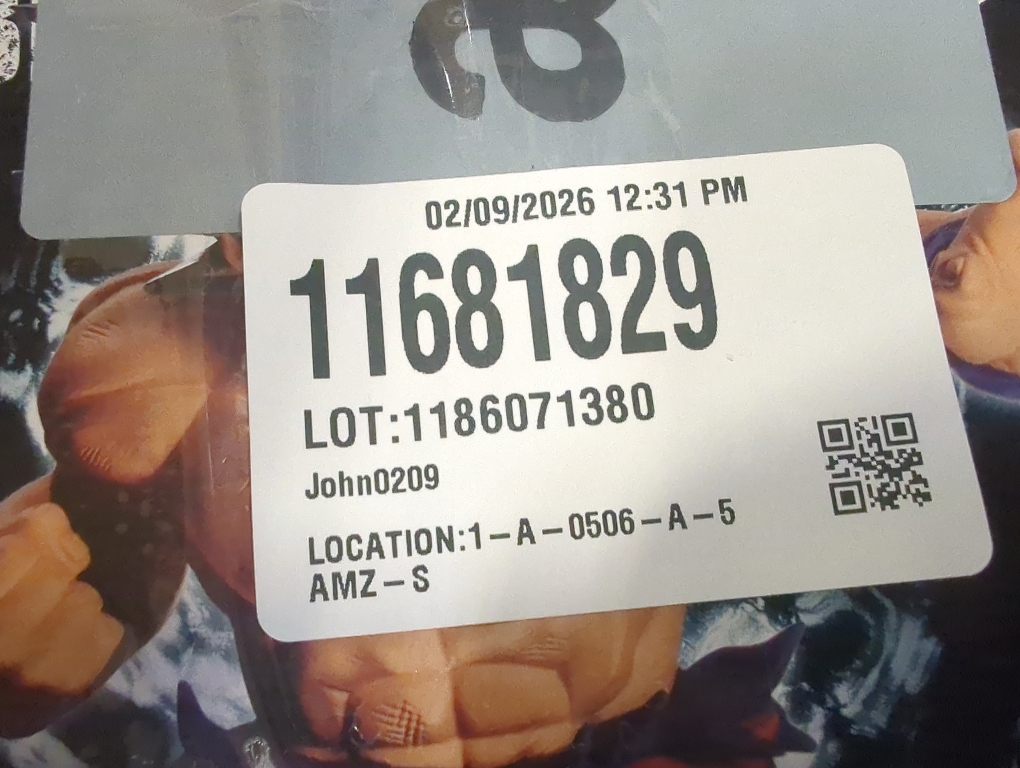 02/09/2026 12:31 PM
11681829
LOT:1186071380
John0209
LOCATION:1-A-0506-A-5
AMZ-S